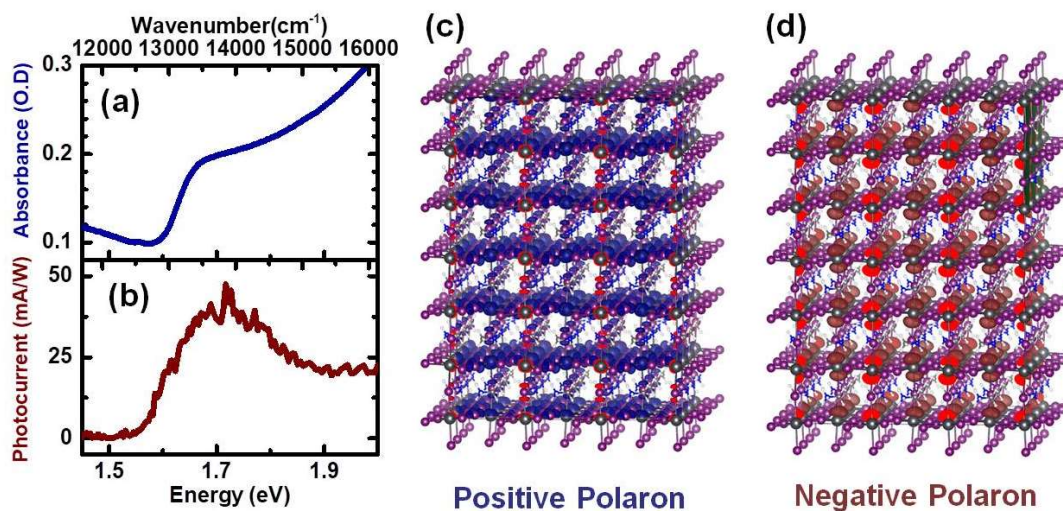 Wavenumber(cm-1)
12000 13000 14000 15000 16000
Absorbance (O.D)
0.3
0.2
0.1
(a)
Photocurrent (mA/W)
50
25
0
(b)
1.5 1.7 1.9
Energy (eV)
(c)
Positive Polaron
(d)
Negative Polaron